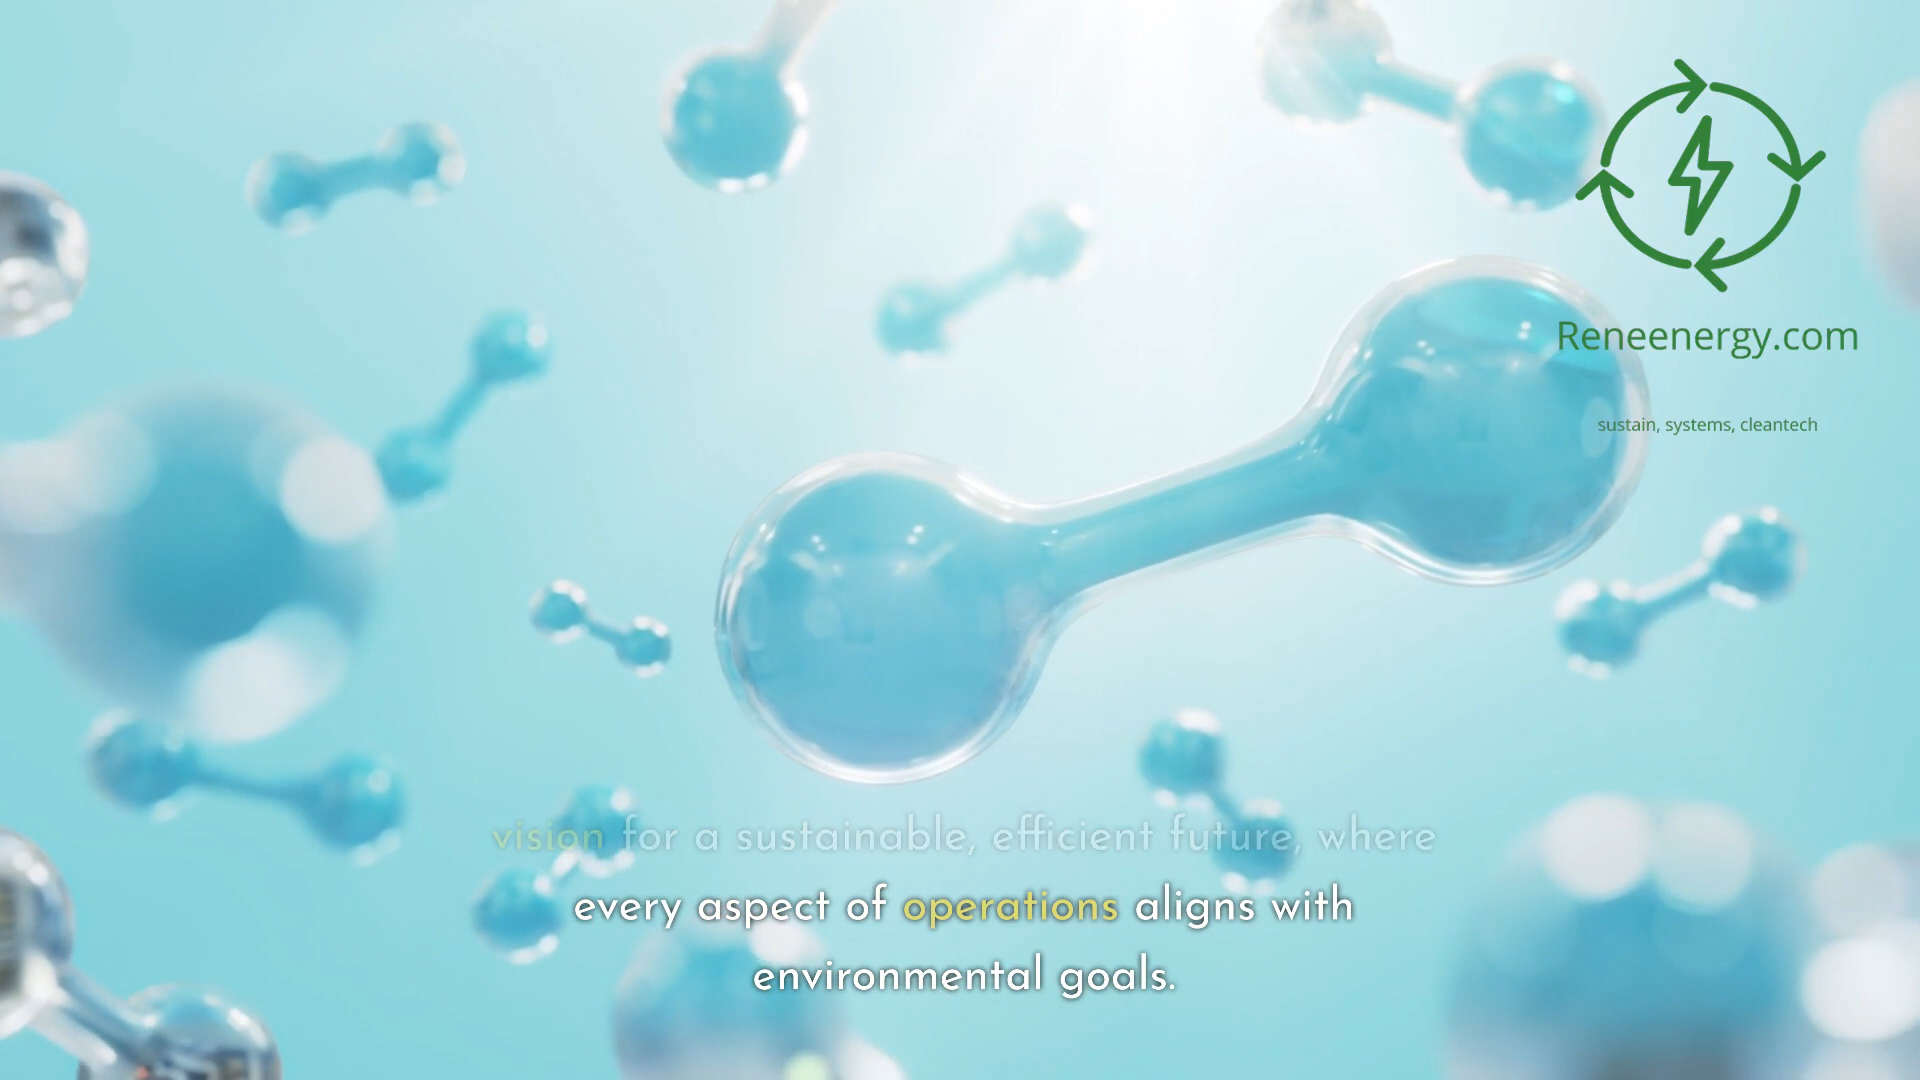 Reneenergy.com
sustain, systems, cleantech
vision for a sustainable, efficient future, where
every aspect of operations aligns with
environmental goals.